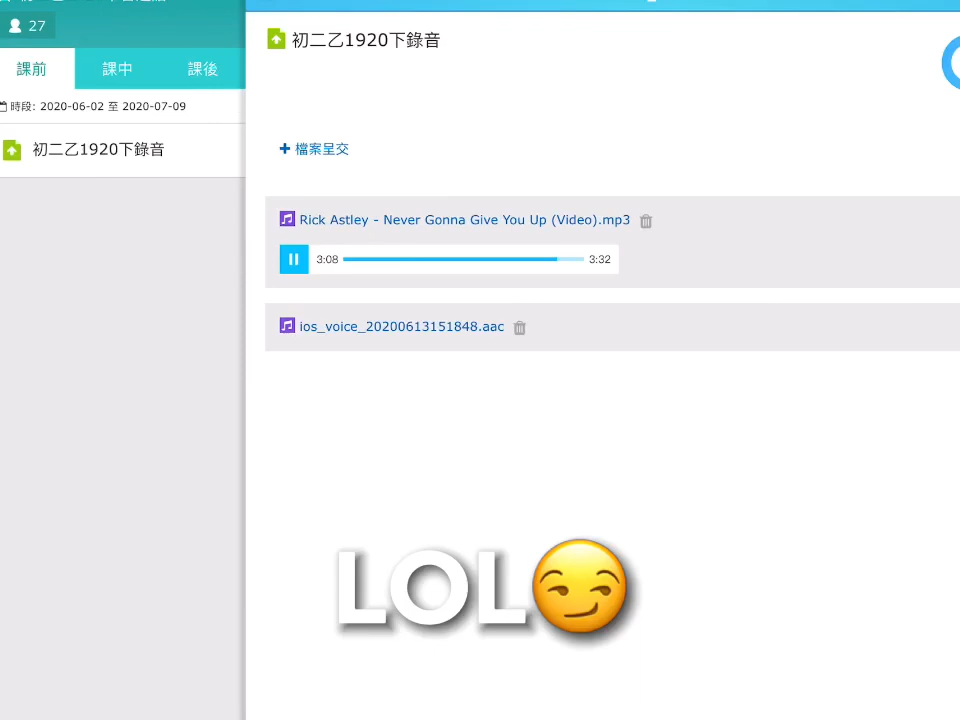 27
課前
課中
課後
時段: 2020-06-02 至 2020-07-09
初二乙1920下錄音
初二乙1920下錄音
檔案呈交
Rick Astley - Never Gonna Give You Up (Video).mp3
3:08
3:32
ios_voice_20200613151848.aac
LOL😏